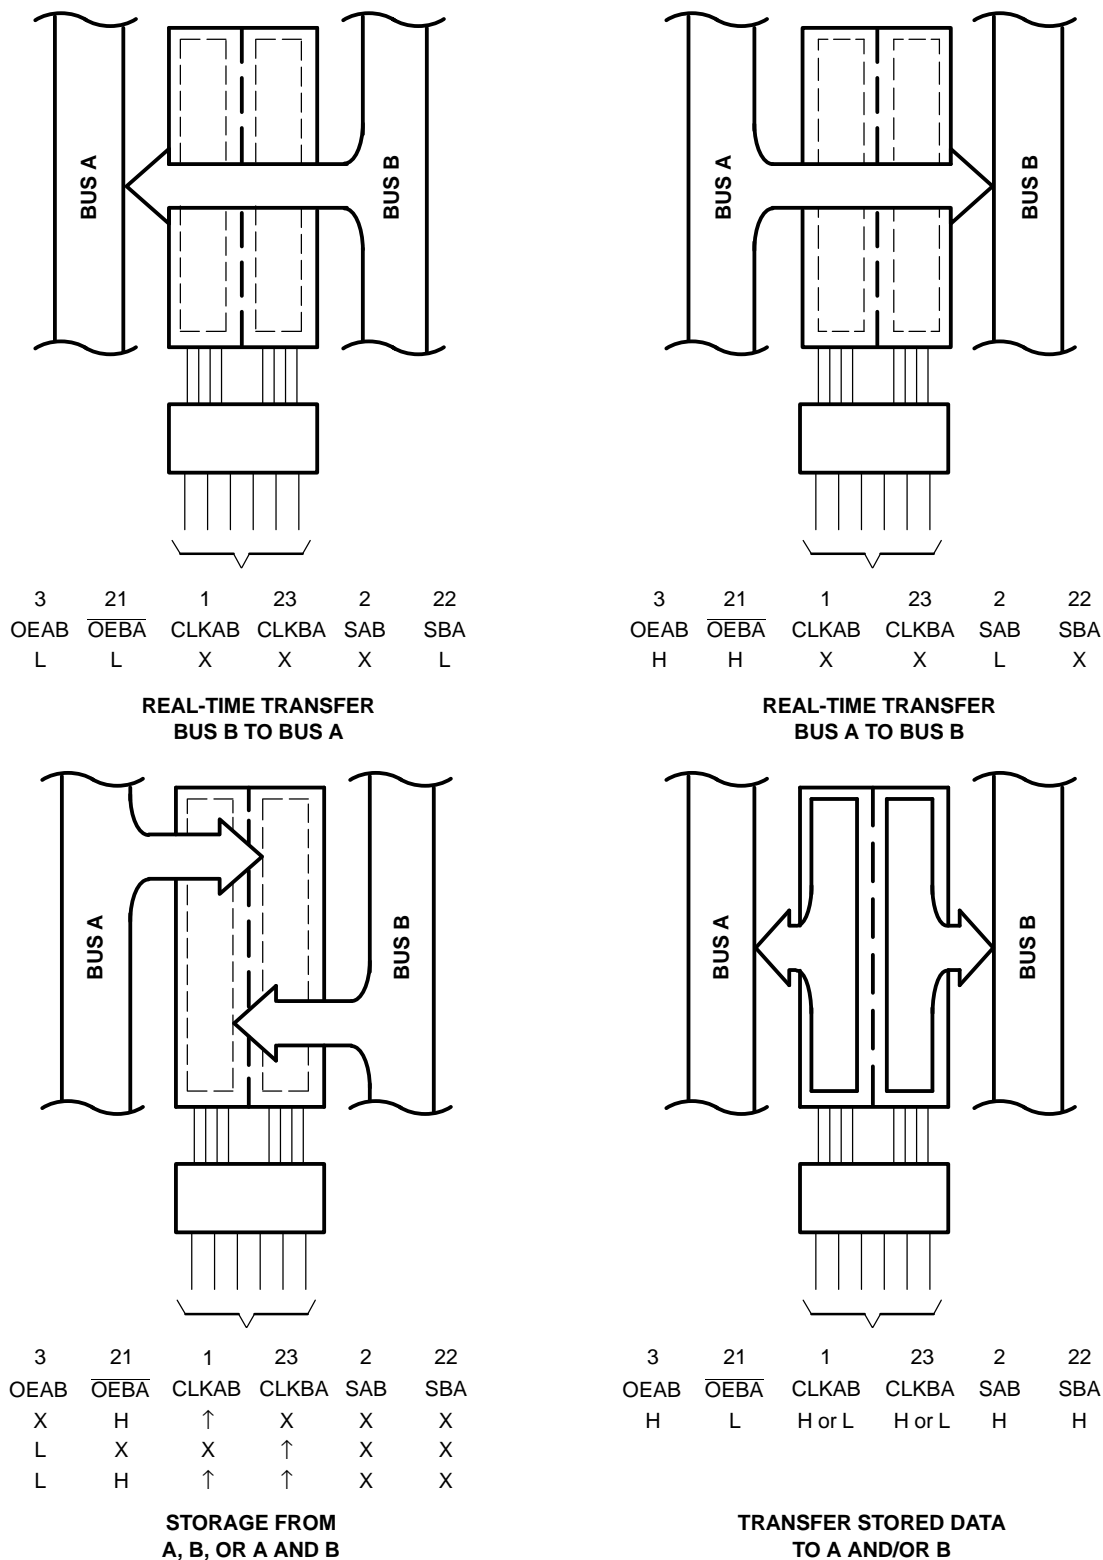 BUS A
BUS B
3 21 1 23 2 22
OEAB O̅E̅B̅A̅ CLKAB CLKBA SAB SBA
L L X X X L
REAL-TIME TRANSFER
BUS B TO BUS A
BUS A
BUS B
3 21 1 23 2 22
OEAB O̅E̅B̅A̅ CLKAB CLKBA SAB SBA
H H X X L X
REAL-TIME TRANSFER
BUS A TO BUS B
BUS A
BUS B
3 21 1 23 2 22
OEAB O̅E̅B̅A̅ CLKAB CLKBA SAB SBA
X H ↑ X X X
L X X ↑ X X
L H ↑ ↑ X X
STORAGE FROM
A, B, OR A AND B
BUS A
BUS B
3 21 1 23 2 22
OEAB O̅E̅B̅A̅ CLKAB CLKBA SAB SBA
H L H or L H or L H H
TRANSFER STORED DATA
TO A AND/OR B